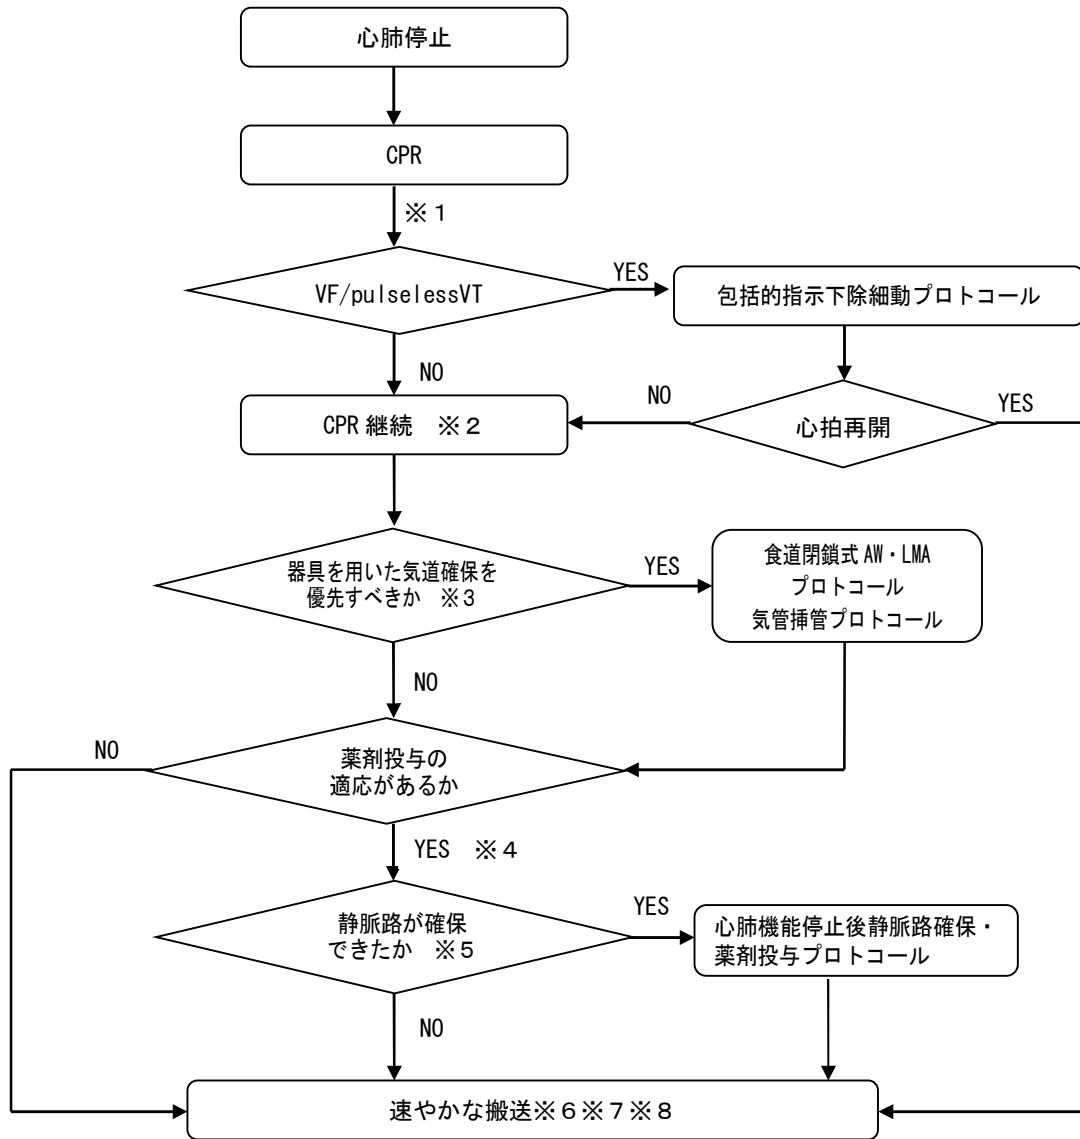 心肺停止
CPR
※１
VF/pulselessVT
YES
包括的指示下除細動プロトコール
NO
NO
YES
CPR 継続　※２
心拍再開
器具を用いた気道確保を
優先すべきか　※３
YES
食道閉鎖式 AW・LMA
プロトコール
気管挿管プロトコール
NO
NO
薬剤投与の
適応があるか
YES　※４
静脈路が確保
できたか　※５
YES
心肺機能停止後静脈路確保・
薬剤投与プロトコール
NO
速やかな搬送※６※７※８